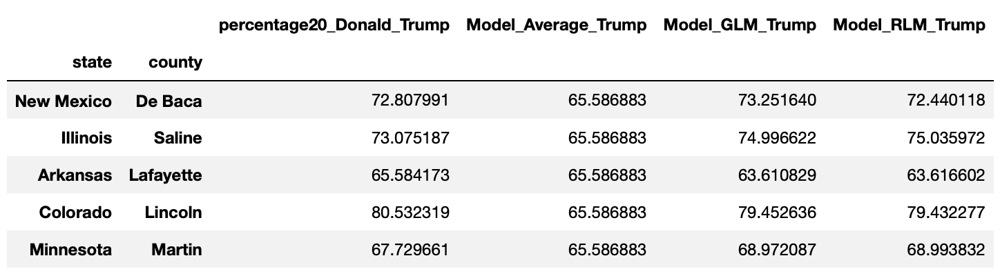 percentage20_Donald_Trump Model_Average_Trump Model_GLM_Trump Model_RLM_Trump
state county
New Mexico De Baca 72.807991 65.586883 73.251640 72.440118
Illinois Saline 73.075187 65.586883 74.996622 75.035972
Arkansas Lafayette 65.584173 65.586883 63.610829 63.616602
Colorado Lincoln 80.532319 65.586883 79.452636 79.432277
Minnesota Martin 67.729661 65.586883 68.972087 68.993832